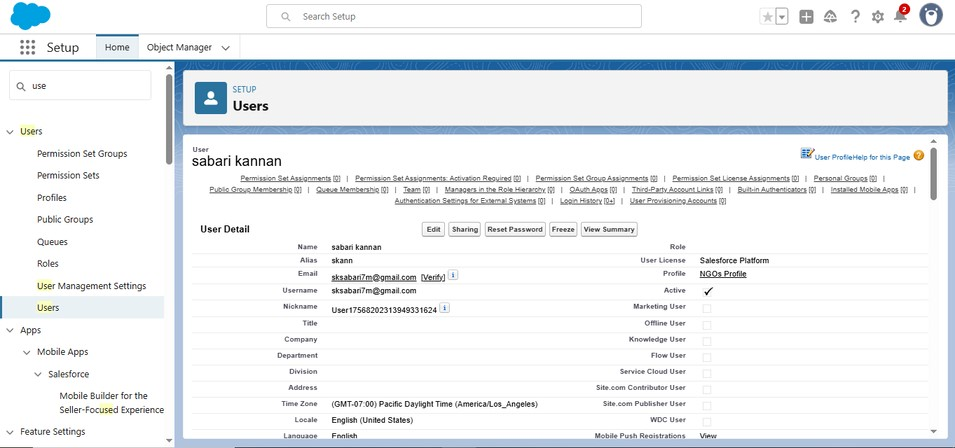 Search Setup
2
Setup
Home
Object Manager
use
Users
Permission Set Groups
Permission Sets
Profiles
Public Groups
Queues
Roles
User Management Settings
Users
Apps
Mobile Apps
Salesforce
Mobile Builder for the
Seller-Focused Experience
Feature Settings
SETUP
Users
User
sabari kannan
User Profile Help for this Page
Permission Set Assignments [0] | Permission Set Assignments: Activation Required [0] | Permission Set Group Assignments [0] | Permission Set License Assignments [0] | Personal Groups [0] |
Public Group Membership [0] | Queue Membership [0] | Team [0] | Managers in the Role Hierarchy [0] | OAuth Apps [0] | Third-Party Account Links [0] | Built-in Authenticators [0] | Installed Mobile Apps [0] |
Authentication Settings for External Systems [0] | Login History [0+] | User Provisioning Accounts [0]
User Detail
Edit Sharing Reset Password Freeze View Summary
Name sabari kannan Role
Alias skann User License Salesforce Platform
Email sksabari7m@gmail.com [Verify] i Profile NGOs Profile
Username sksabari7m@gmail.com Active ✓
Nickname User17568202313949331624 i Marketing User
Title Offline User
Company Knowledge User
Department Flow User
Division Service Cloud User
Address Site.com Contributor User
Time Zone (GMT-07:00) Pacific Daylight Time (America/Los_Angeles) Site.com Publisher User
Locale English (United States) WDC User
Language English Mobile Push Registrations View